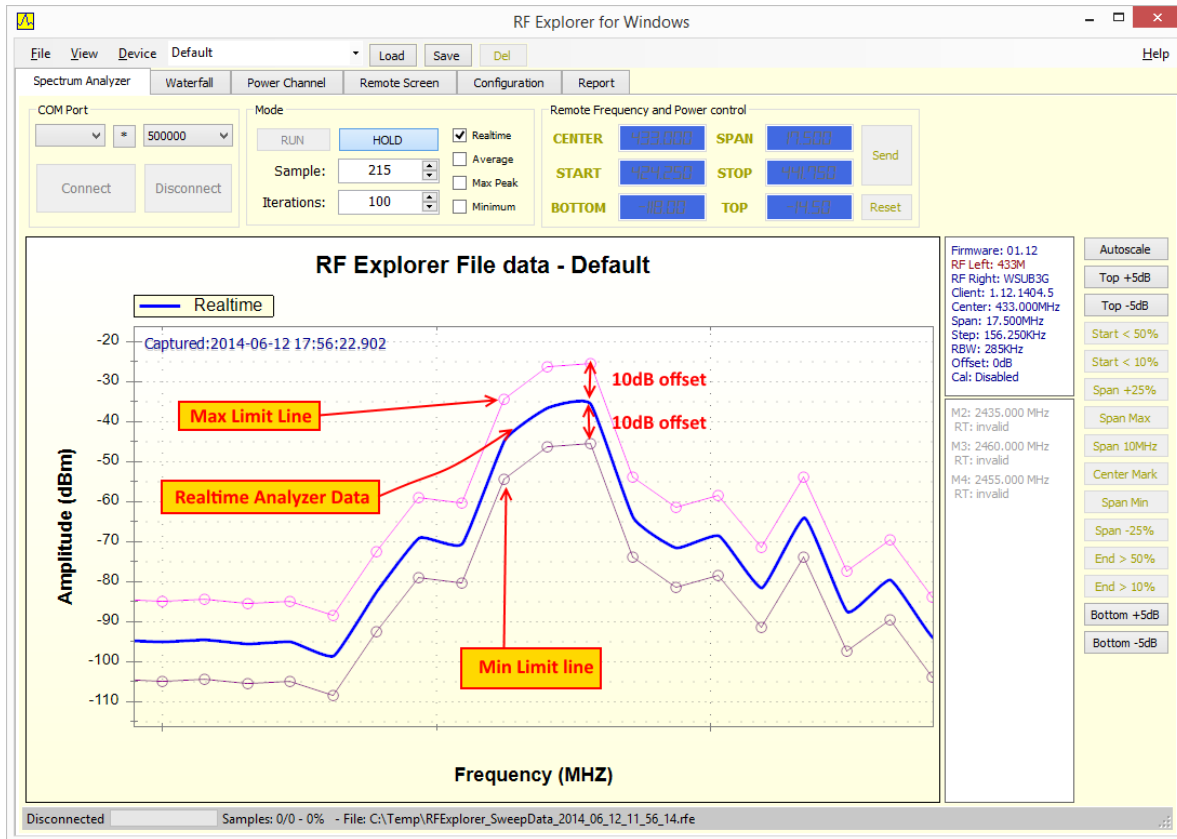 RF Explorer for Windows
File View Device Default Load Save Del Help
Spectrum Analyzer Waterfall Power Channel Remote Screen Configuration Report
COM Port
* 500000
Connect Disconnect
Mode
RUN HOLD
Sample: 215
Iterations: 100
Realtime
Average
Max Peak
Minimum
Remote Frequency and Power control
CENTER 433.000 SPAN 17.500
START 424.250 STOP 441.750
BOTTOM TOP
Send
Reset
RF Explorer File data - Default
Realtime
Captured:2014-06-12 17:56:22.902
Amplitude (dBm)
-20
-30
-40
-50
-60
-70
-80
-90
-100
-110
10dB offset
10dB offset
Max Limit Line
Realtime Analyzer Data
Min Limit line
Frequency (MHZ)
Firmware: 01.12
RF Left: 433M
RF Right: WSUB3G
Client: 1.12.1404.5
Center: 433.000MHz
Span: 17.500MHz
Step: 156.250KHz
RBW: 285KHz
Offset: 0dB
Cal: Disabled
M2: 2435.000 MHz
RT: invalid
M3: 2460.000 MHz
RT: invalid
M4: 2455.000 MHz
RT: invalid
Autoscale
Top +5dB
Top -5dB
Start < 50%
Start < 10%
Span +25%
Span Max
Span 10MHz
Center Mark
Span Min
Span -25%
End > 50%
End > 10%
Bottom +5dB
Bottom -5dB
Disconnected Samples: 0/0 - 0% - File: C:\Temp\RFExplorer_SweepData_2014_06_12_11_56_14.rfe